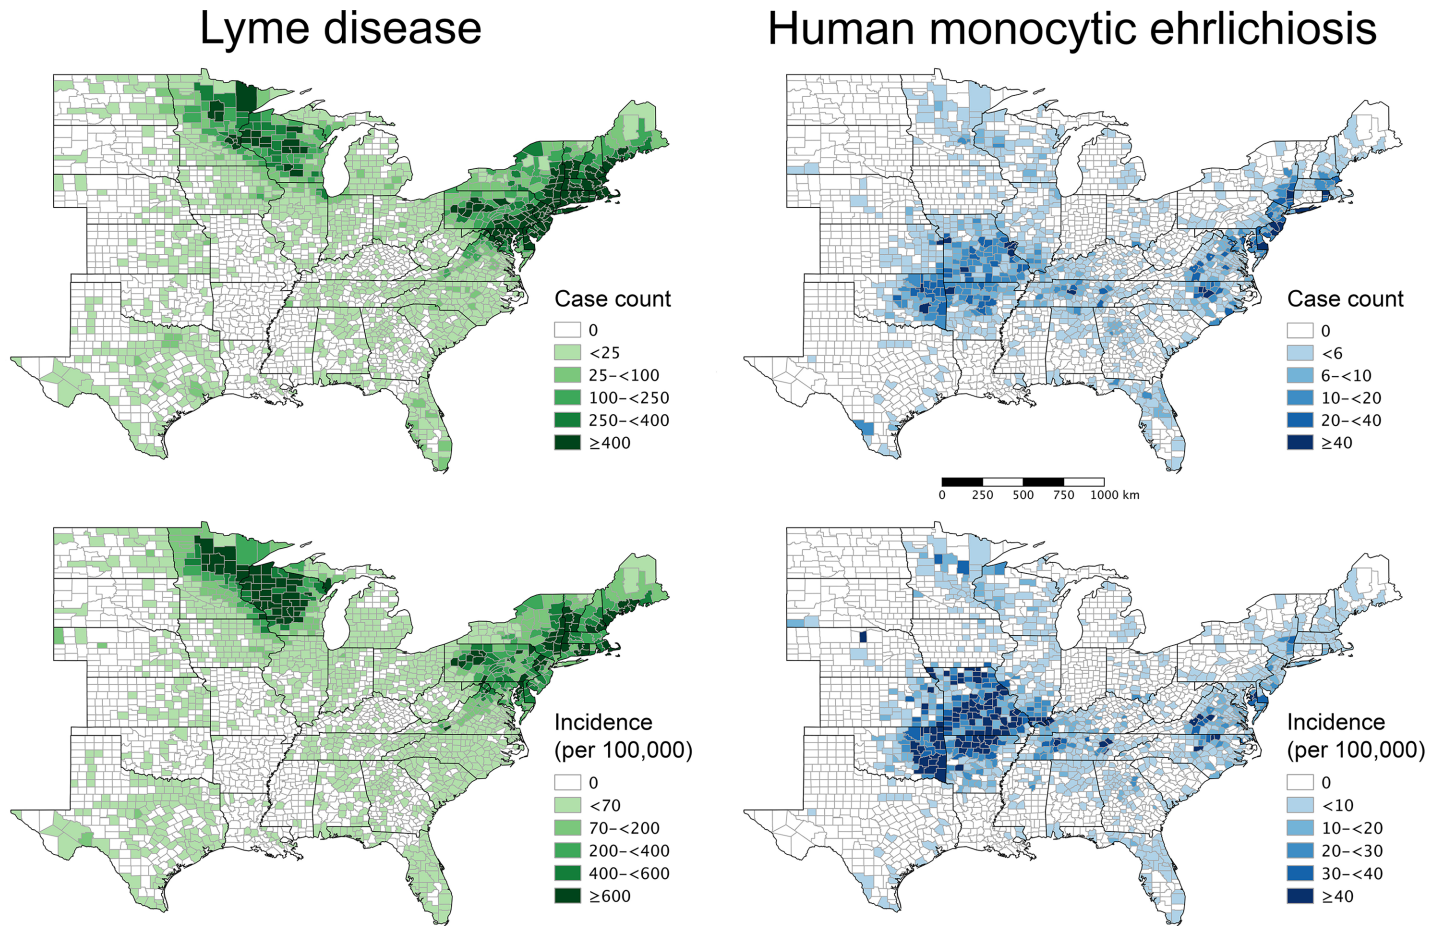 Lyme disease
Human monocytic ehrlichiosis
Case count
0
<25
25–<100
100–<250
250–<400
≥400
Case count
0
<6
6–<10
10–<20
20–<40
≥40
0 250 500 750 1000 km
Incidence
(per 100,000)
0
<70
70–<200
200–<400
400–<600
≥600
Incidence
(per 100,000)
0
<10
10–<20
20–<30
30–<40
≥40